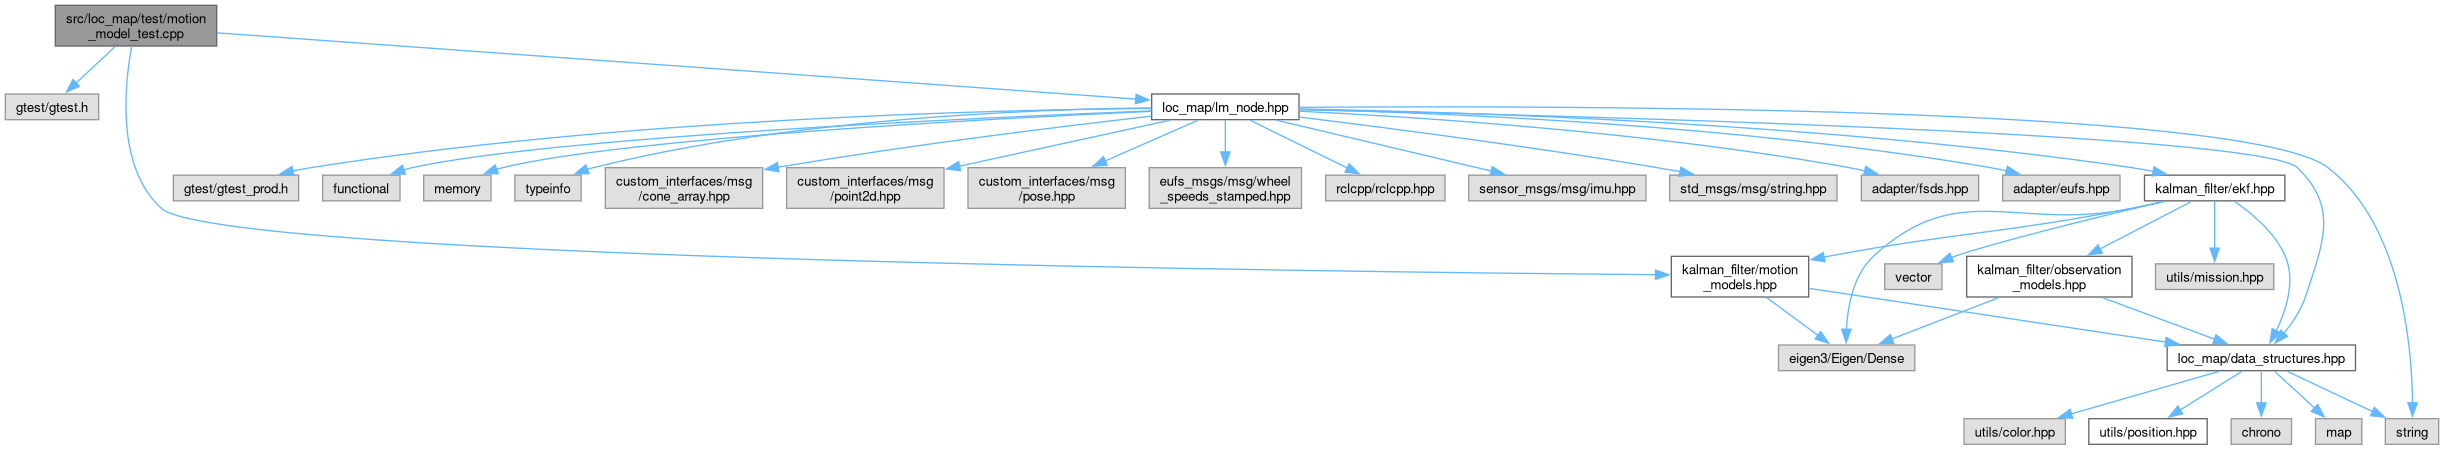 src/loc_map/test/motion
_model_test.cpp
gtest/gtest.h
loc_map/lm_node.hpp
gtest/gtest_prod.h
functional
memory
typeinfo
custom_interfaces/msg
/cone_array.hpp
custom_interfaces/msg
/point2d.hpp
custom_interfaces/msg
/pose.hpp
eufs_msgs/msg/wheel
_speeds_stamped.hpp
rclcpp/rclcpp.hpp
sensor_msgs/msg/imu.hpp
std_msgs/msg/string.hpp
adapter/fsds.hpp
adapter/eufs.hpp
kalman_filter/ekf.hpp
kalman_filter/motion
_models.hpp
vector
kalman_filter/observation
_models.hpp
utils/mission.hpp
eigen3/Eigen/Dense
loc_map/data_structures.hpp
utils/color.hpp
utils/position.hpp
chrono
map
string